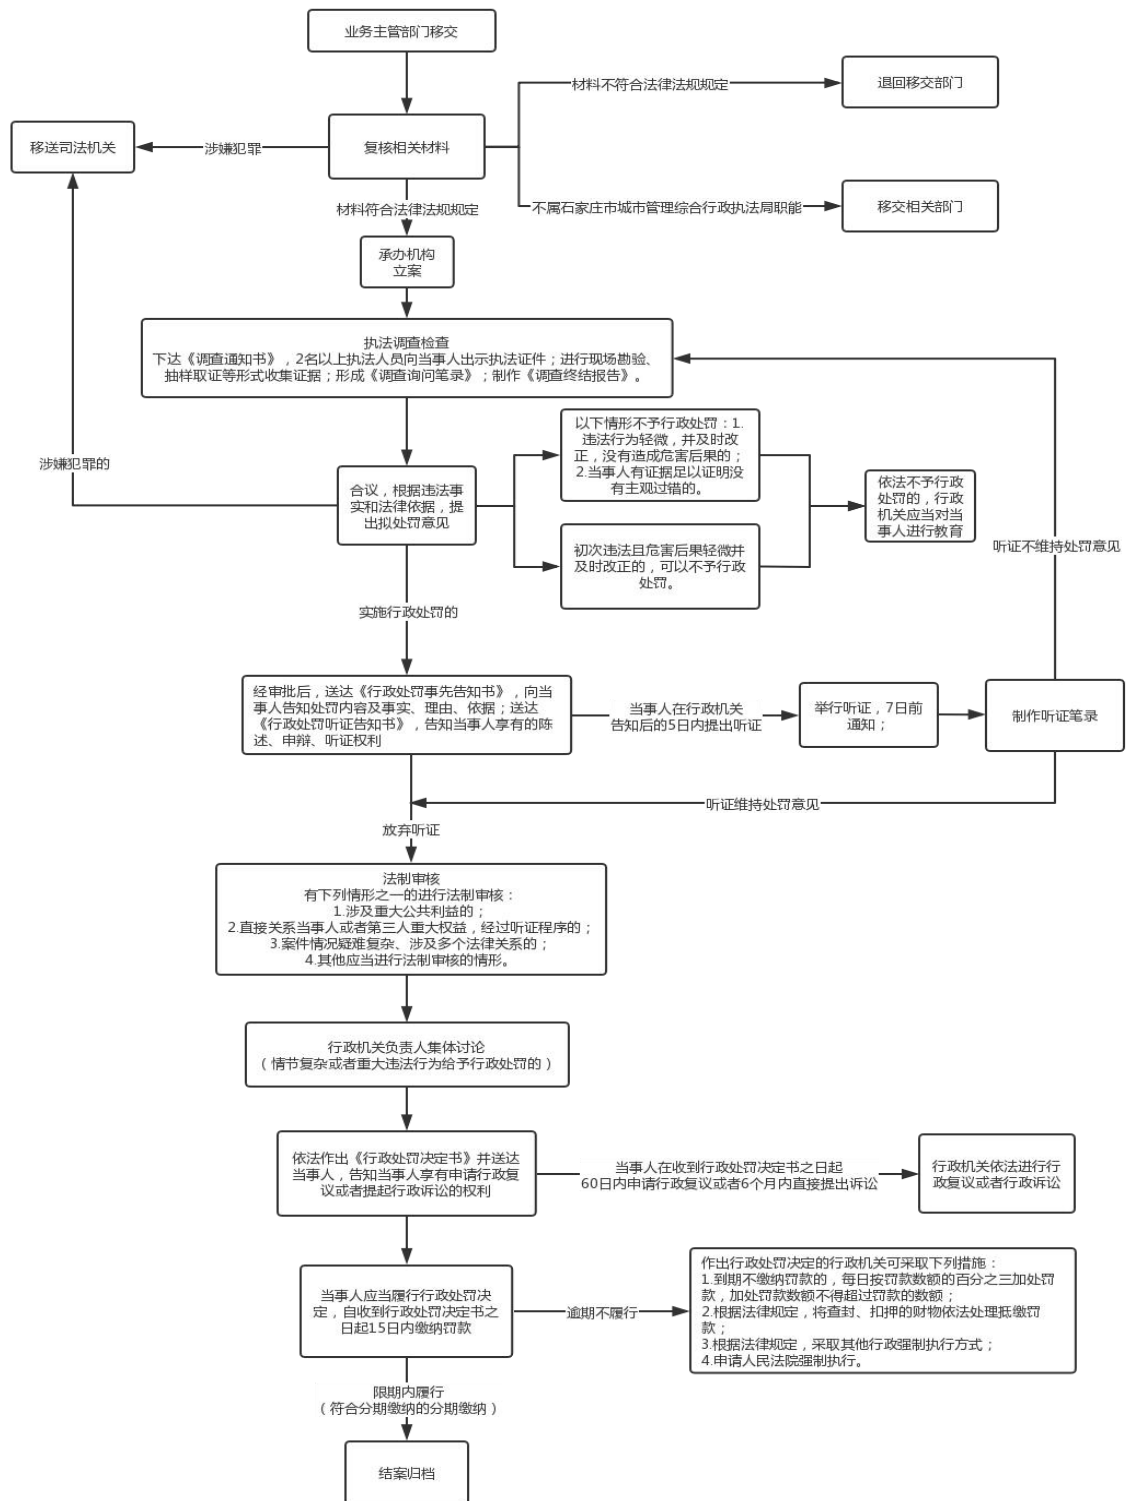 业务主管部门移交
材料不符合法律法规规定
退回移交部门
移送司法机关
涉嫌犯罪
复核相关材料
材料符合法律法规规定
不属石家庄市城市管理综合行政执法局职能
移交相关部门
承办机构
立案
执法调查检查
下达《调查通知书》，2名以上执法人员向当事人出示执法证件；进行现场勘验、
抽样取证等形式收集证据；形成《调查询问笔录》；制作《调查终结报告》。
涉嫌犯罪的
合议，根据违法事
实和法律依据，提
出拟处罚意见
以下情形不予行政处罚：1.
违法行为轻微，并及时改
正，没有造成危害后果的；
2.当事人有证据足以证明没
有主观过错的。
初次违法且危害后果轻微并
及时改正的，可以不予行政
处罚。
依法不予行政
处罚的，行政
机关应当对当
事人进行教育
听证不维持处罚意见
实施行政处罚的
经审批后，送达《行政处罚事先告知书》，向当
事人告知处罚内容及事实、理由、依据；送达
《行政处罚听证告知书》，告知当事人享有的陈
述、申辩、听证权利
当事人在行政机关
告知后的5日内提出听证
举行听证，7日前
通知；
制作听证笔录
听证维持处罚意见
放弃听证
法制审核
有下列情形之一的进行法制审核：
1.涉及重大公共利益的；
2.直接关系当事人或者第三人重大权益，经过听证程序的；
3.案件情况疑难复杂、涉及多个法律关系的；
4.其他应当进行法制审核的情形。
行政机关负责人集体讨论
（情节复杂或者重大违法行为给予行政处罚的）
依法作出《行政处罚决定书》并送达
当事人，告知当事人享有申请行政复
议或者提起行政诉讼的权利
当事人在收到行政处罚决定书之日起
60日内申请行政复议或者6个月内直接提出诉讼
行政机关依法进行行
政复议或者行政诉讼
当事人应当履行行政处罚决
定，自收到行政处罚决定书之
日起15日内缴纳罚款
逾期不履行
作出行政处罚决定的行政机关可采取下列措施：
1.到期不缴纳罚款的，每日按罚款数额的百分之三加处罚
款，加处罚款数额不得超过罚款的数额；
2.根据法律规定，将查封、扣押的财物依法处理抵缴罚
款；
3.根据法律规定，采取其他行政强制执行方式；
4.申请人民法院强制执行。
限期内履行
（符合分期缴纳的分期缴纳）
结案归档